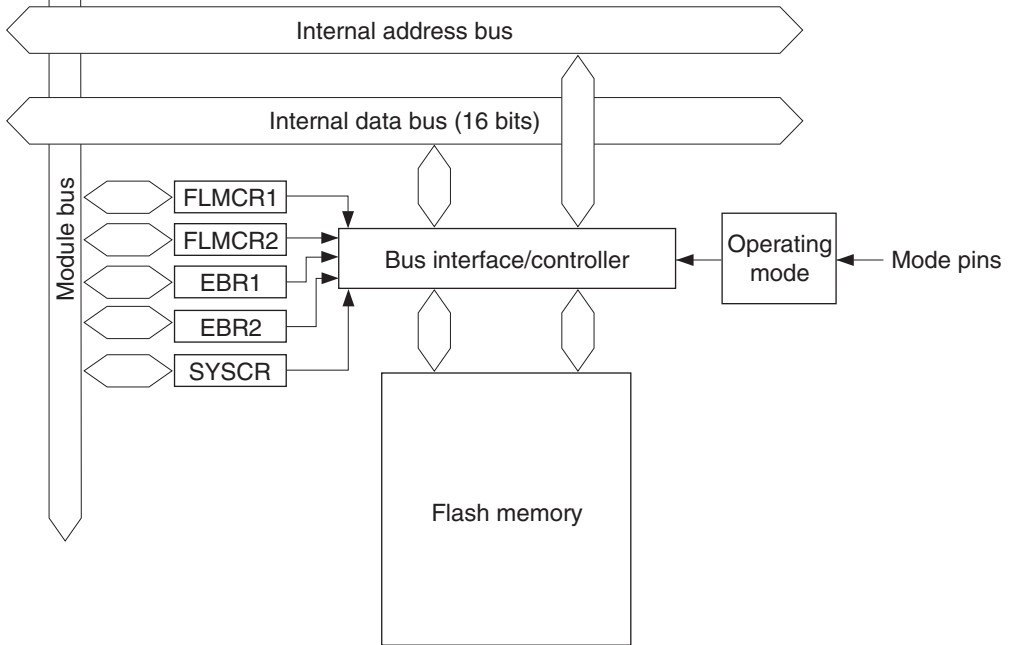 Internal address bus
Internal data bus (16 bits)
Module bus
FLMCR1
FLMCR2
EBR1
EBR2
SYSCR
Bus interface/controller
Operating
mode
Mode pins
Flash memory